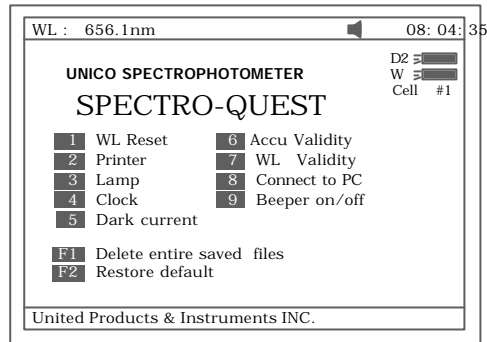 WL : 656.1nm 08: 04: 35
D2
W
Cell #1
UNICO SPECTROPHOTOMETER
SPECTRO-QUEST
1 WL Reset 6 Accu Validity
2 Printer 7 WL Validity
3 Lamp 8 Connect to PC
4 Clock 9 Beeper on/off
5 Dark current
F1 Delete entire saved files
F2 Restore default
United Products & Instruments INC.